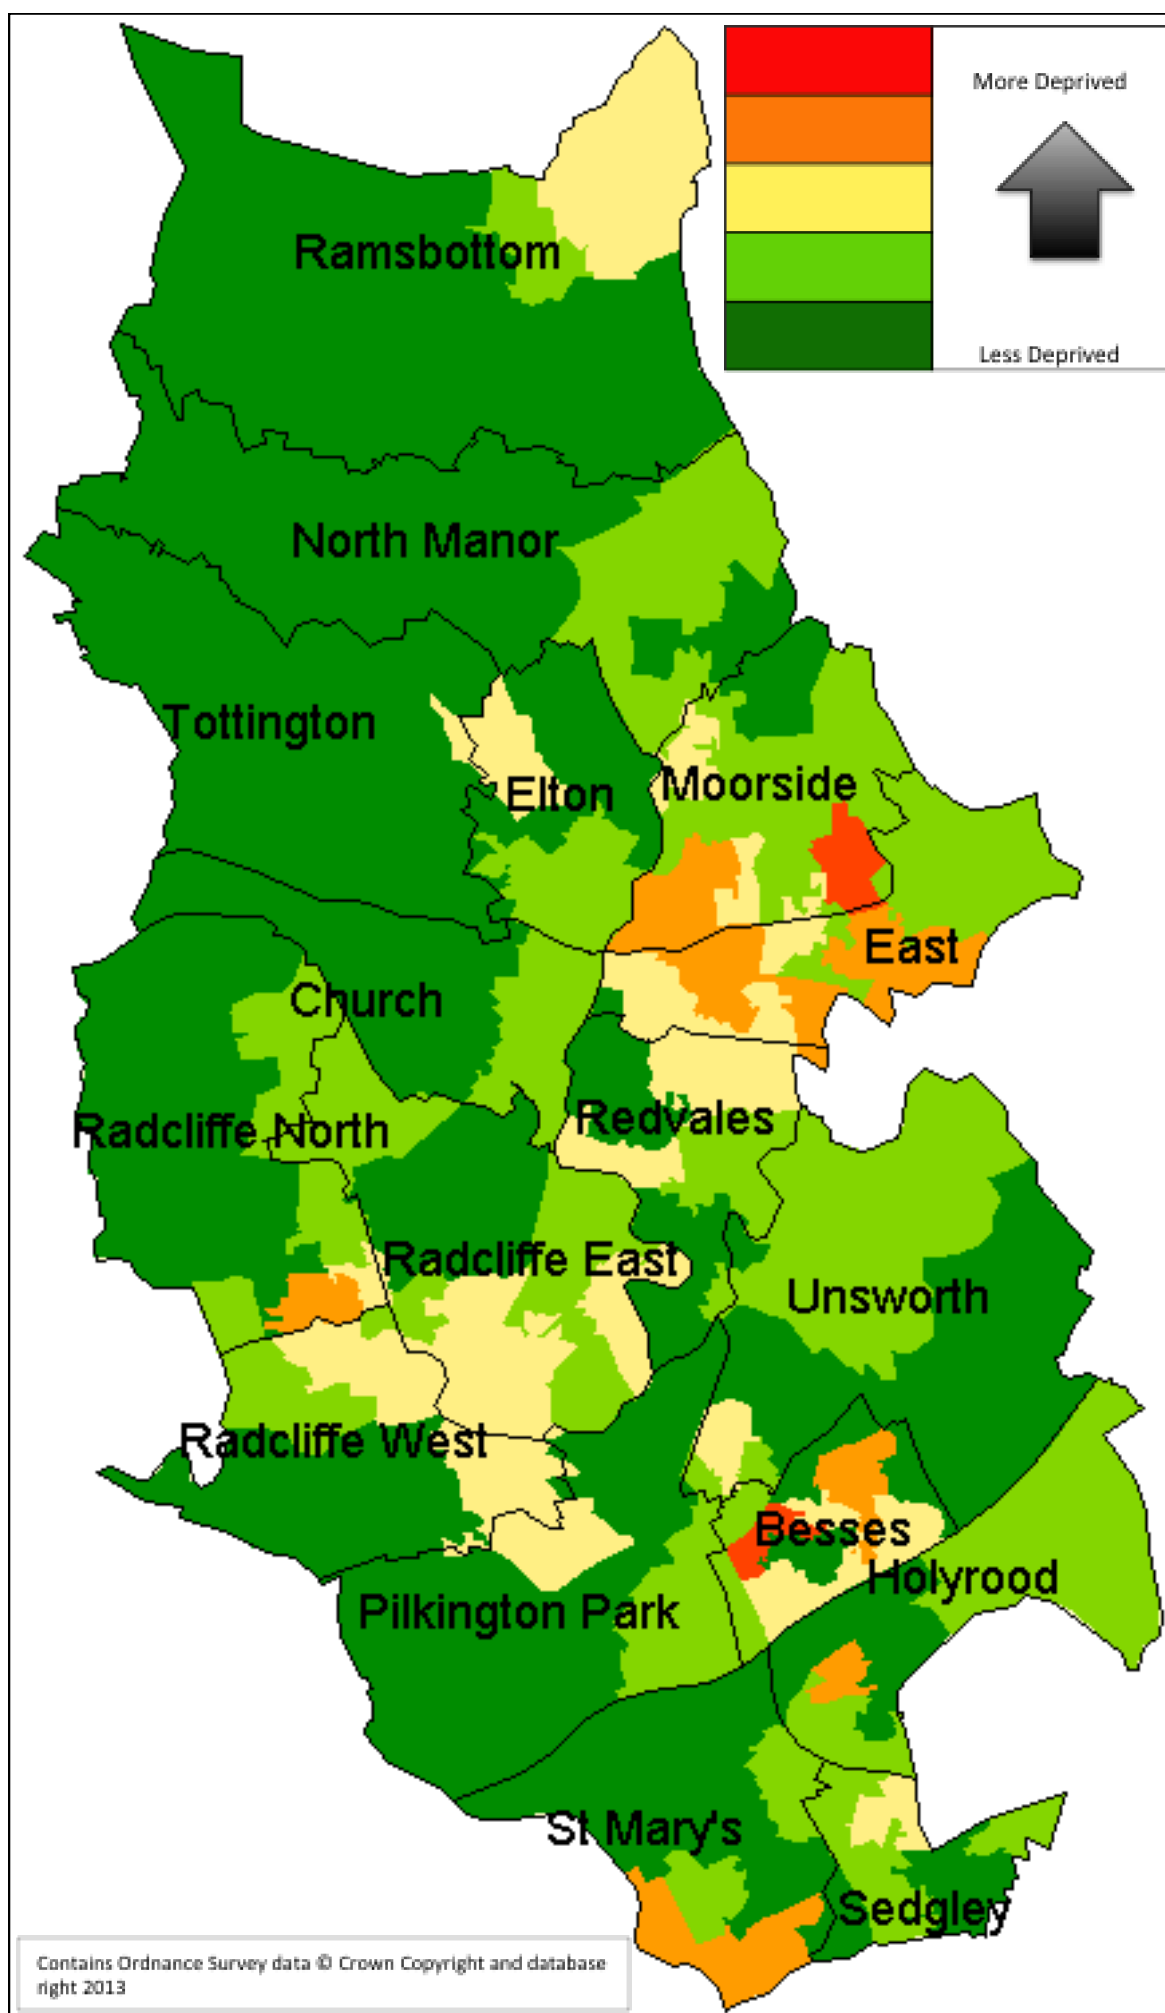 More Deprived
Less Deprived
Ramsbottom
North Manor
Tottington
Elton
Moorside
East
Church
Radcliffe North
Redvales
Radcliffe East
Unsworth
Radcliffe West
Besses
Holyrood
Pilkington Park
St Mary's
Sedgley
Contains Ordnance Survey data © Crown Copyright and database
right 2013